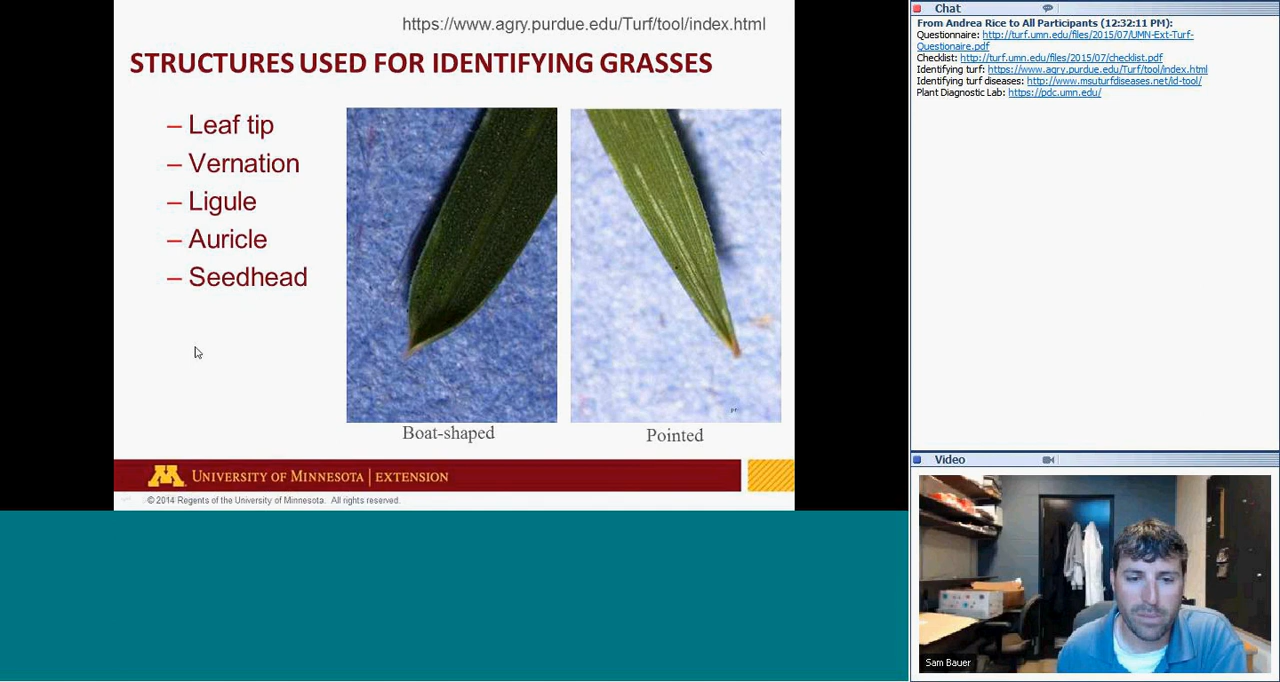 https://www.agry.purdue.edu/Turf/tool/index.html
STRUCTURES USED FOR IDENTIFYING GRASSES
– Leaf tip
– Vernation
– Ligule
– Auricle
– Seedhead
Boat-shaped
Pointed
UNIVERSITY OF MINNESOTA | EXTENSION
© 2014 Regents of the University of Minnesota. All rights reserved.
Chat
From Andrea Rice to All Participants (12:32:11 PM):
Questionnaire: http://turf.umn.edu/files/2015/07/UMN-Ext-Turf-
Questionaire.pdf
Checklist: http://turf.umn.edu/files/2015/07/checklist.pdf
Identifying turf: https://www.agry.purdue.edu/Turf/tool/index.html
Identifying turf diseases: http://www.msuturfdiseases.net/id-tool/
Plant Diagnostic Lab: https://pdc.umn.edu/
Video
Sam Bauer